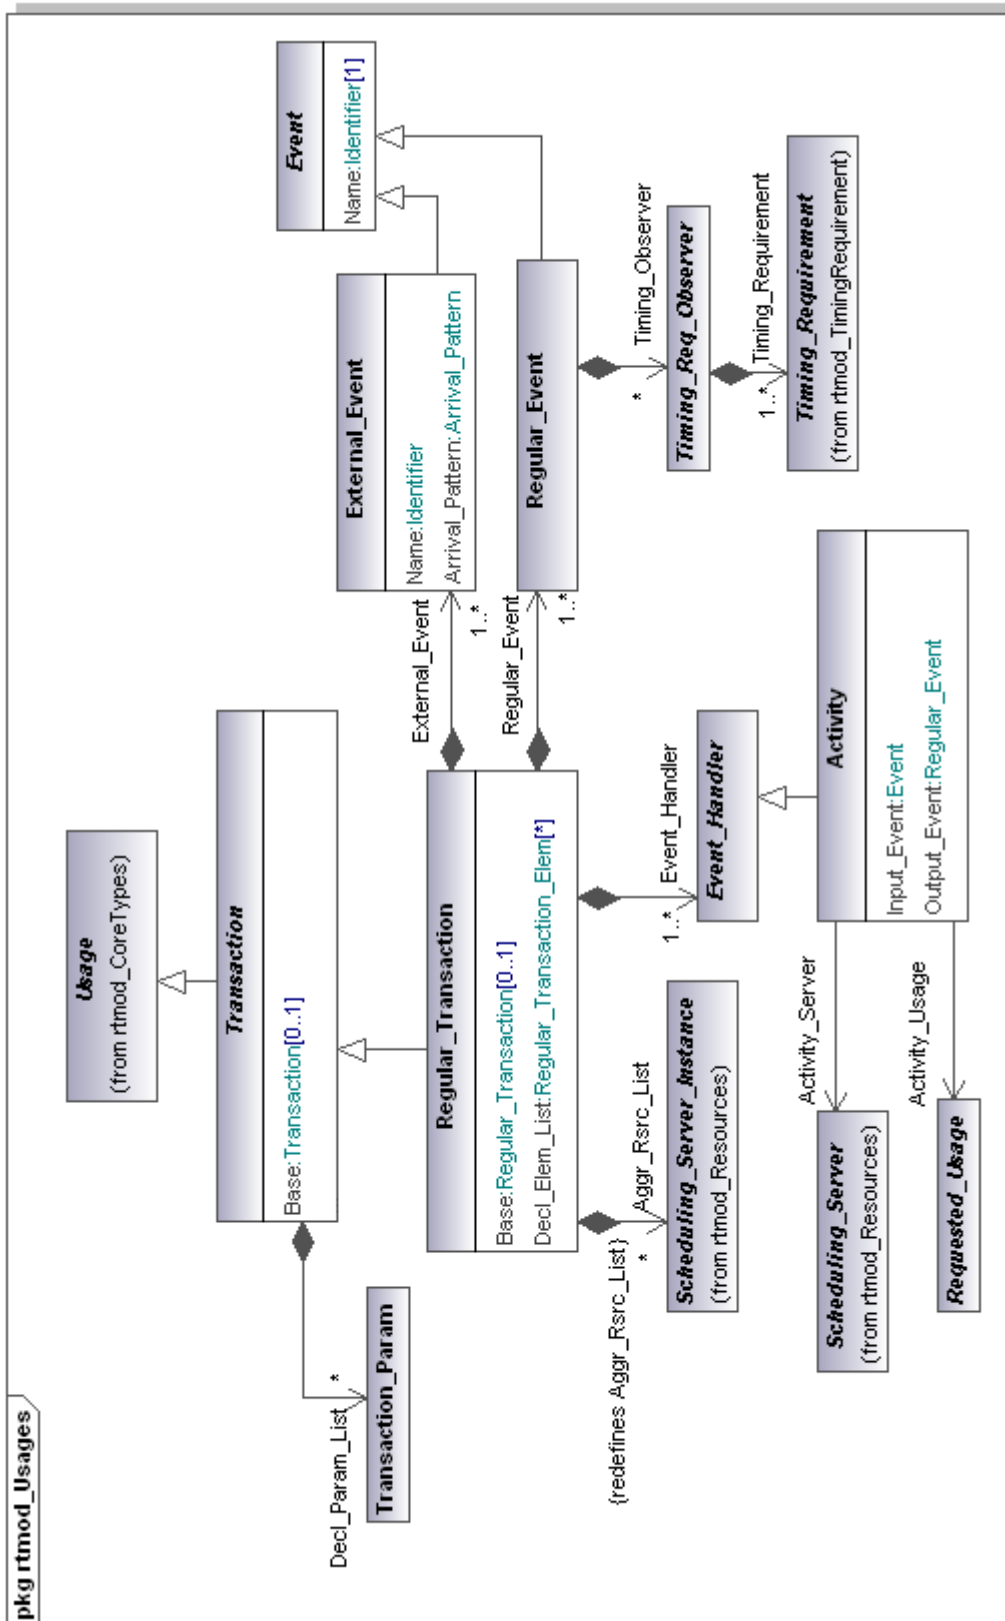 pkg rtmod_Usages
Usage
(from rtmod_CoreTypes)
Transaction
Base:Transaction[0..1]
Decl_Param_List
*
Transaction_Param
Regular_Transaction
Base:Regular_Transaction[0..1]
Decl_Elem_List:Regular_Transaction_Elem[*]
External_Event
1..*
Regular_Event
1..*
External_Event
Name:Identifier
Arrival_Pattern:Arrival_Pattern
Event
Name:Identifier[1]
Regular_Event
*
Timing_Observer
Timing_Req_Observer
1..*
Timing_Requirement
Timing_Requirement
(from rtmod_TimingRequirement)
{redefines Aggr_Rsrc_List}
*
Aggr_Rsrc_List
Scheduling_Server_Instance
(from rtmod_Resources)
1..*
Event_Handler
Event_Handler
Activity
Input_Event:Event
Output_Event:Regular_Event
Activity_Server
Scheduling_Server
(from rtmod_Resources)
Activity_Usage
Requested_Usage